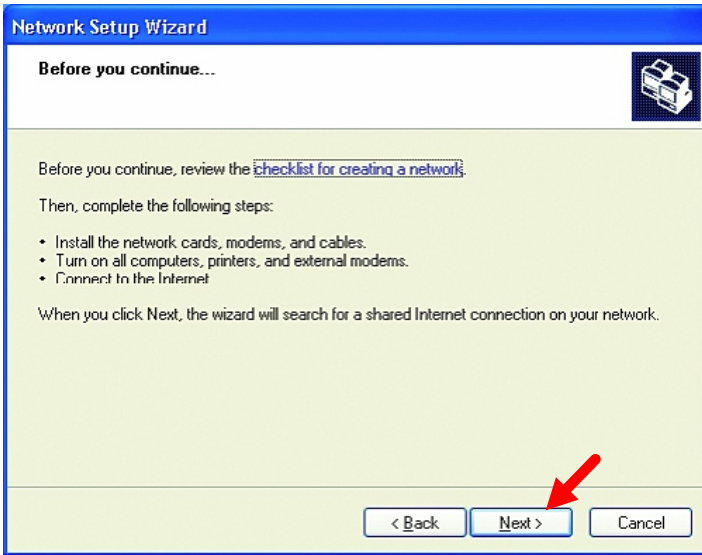 Network Setup Wizard
Before you continue...
Before you continue, review the checklist for creating a network.
Then, complete the following steps:
• Install the network cards, modems, and cables.
• Turn on all computers, printers, and external modems.
• Connect to the Internet
When you click Next, the wizard will search for a shared Internet connection on your network.
< Back Next > Cancel